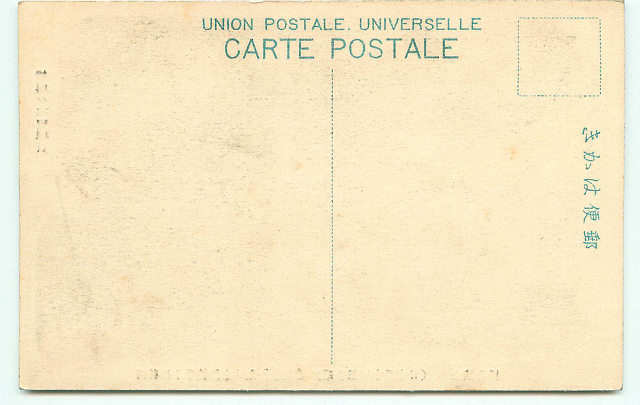 UNION POSTALE. UNIVERSELLE
CARTE POSTALE
郵便はかき